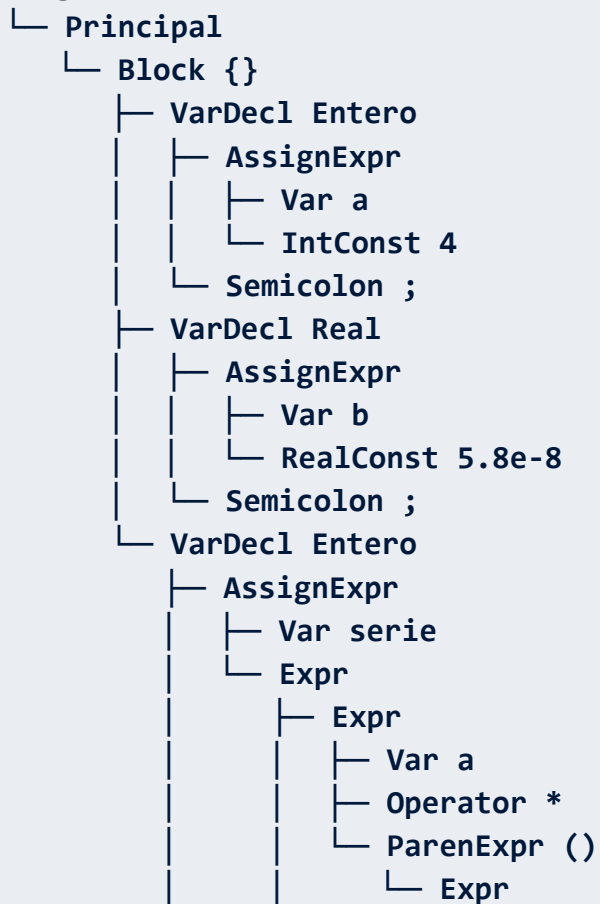 └─ Principal
   └─ Block {}
      ├─ VarDecl Entero
      │  ├─ AssignExpr
      │  │  ├─ Var a
      │  │  └─ IntConst 4
      │  └─ Semicolon ;
      ├─ VarDecl Real
      │  ├─ AssignExpr
      │  │  ├─ Var b
      │  │  └─ RealConst 5.8e-8
      │  └─ Semicolon ;
      └─ VarDecl Entero
         ├─ AssignExpr
         │  ├─ Var serie
         │  └─ Expr
         │     ├─ Expr
         │     │  ├─ Var a
         │     │  ├─ Operator *
         │     │  └─ ParenExpr ()
         │     │     └─ Expr